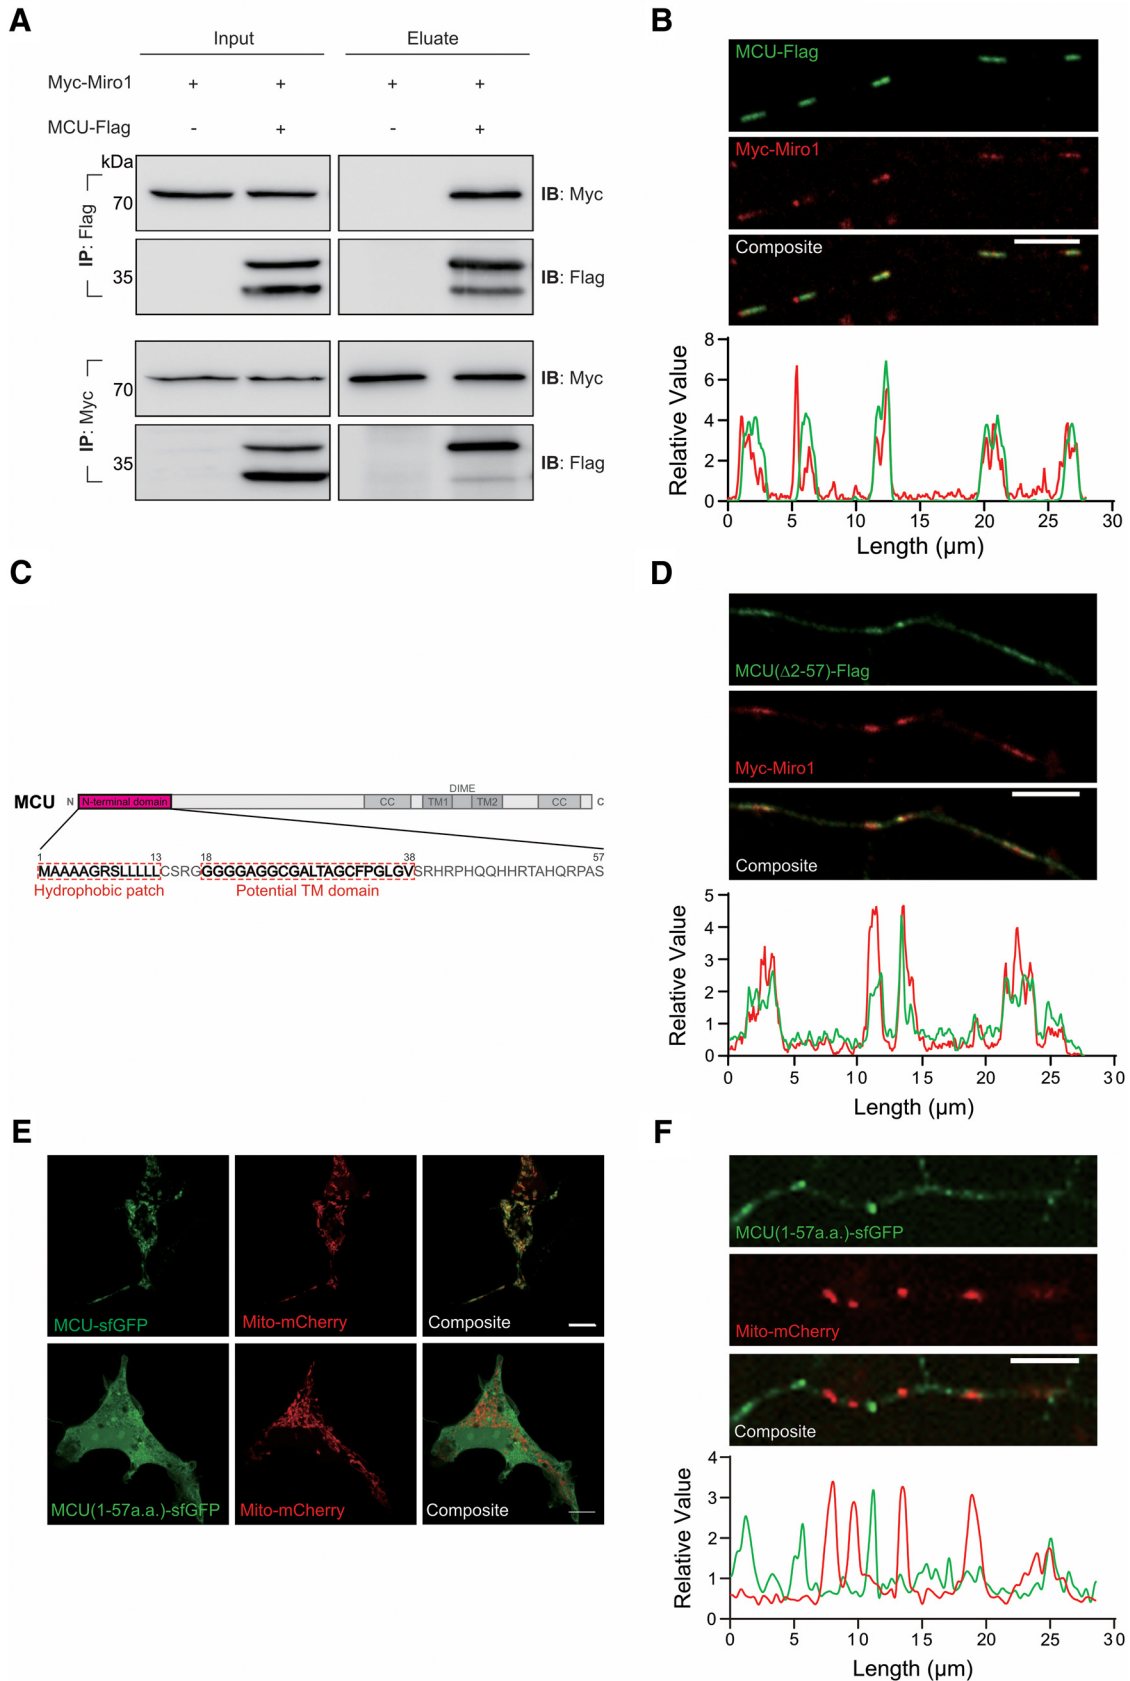 A
Input
Eluate
Myc-Miro1
+
+
+
+
MCU-Flag
-
+
-
+
kDa
IP: Flag
70
IB: Myc
35
IB: Flag
IP: Myc
70
IB: Myc
35
IB: Flag
B
MCU-Flag
Myc-Miro1
Composite
Relative Value
8
6
4
2
0
0
5
10
15
20
25
30
Length (µm)
C
MCU
N
N-terminal domain
CC
TM1
DIME
TM2
CC
C
1
13
18
38
57
MAAAAGRSLLLLLCSRGGGGGAGGCGALTAGCFPGLGVSRHRPHQQHHRTAHQRPAS
Hydrophobic patch
Potential TM domain
D
MCU(Δ2-57)-Flag
Myc-Miro1
Composite
Relative Value
5
4
3
2
1
0
0
5
10
15
20
25
30
Length (µm)
E
MCU-sfGFP
Mito-mCherry
Composite
MCU(1-57a.a.)-sfGFP
Mito-mCherry
Composite
F
MCU(1-57a.a.)-sfGFP
Mito-mCherry
Composite
Relative Value
4
3
2
1
0
0
5
10
15
20
25
30
Length (µm)